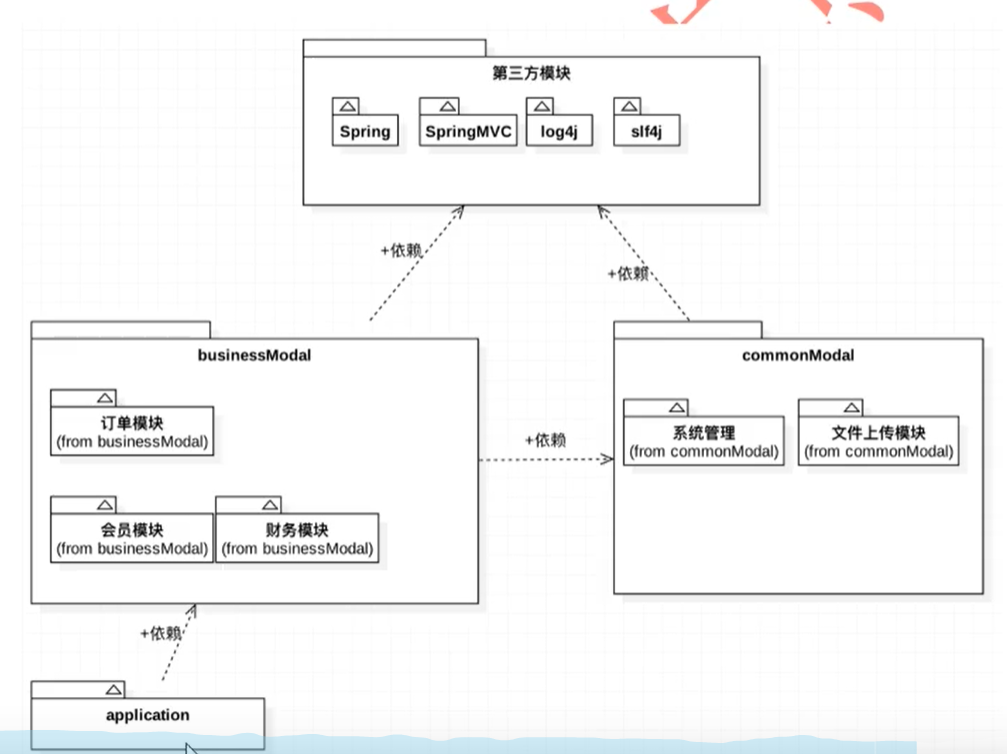 第三方模块
Spring
SpringMVC
log4j
slf4j
+依赖
+依赖
businessModal
commonModal
订单模块
(from businessModal)
系统管理
(from commonModal)
文件上传模块
(from commonModal)
+依赖
会员模块
(from businessModal)
财务模块
(from businessModal)
+依赖
application